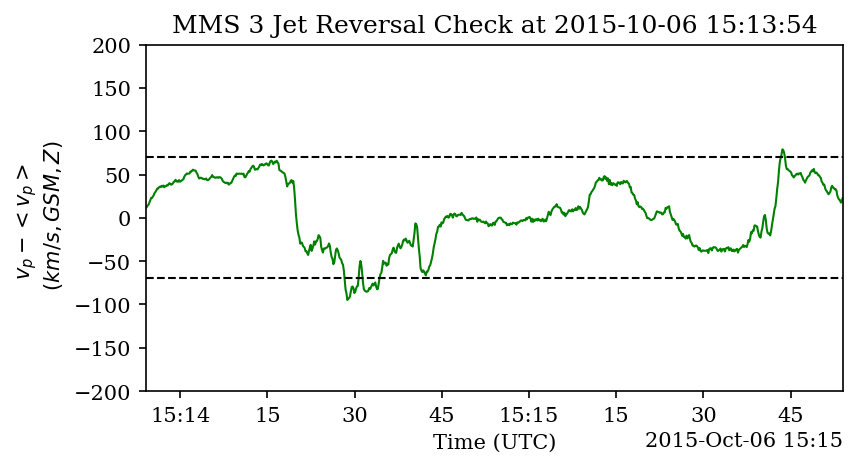 MMS 3 Jet Reversal Check at 2015-10-06 15:13:54
200
150
100
50
0
−50
−100
−150
−200
v_p − < v_p >
(km/s, GSM, Z)
15:14 15 30 45 15:15 15 30 45
Time (UTC)
2015-Oct-06 15:15